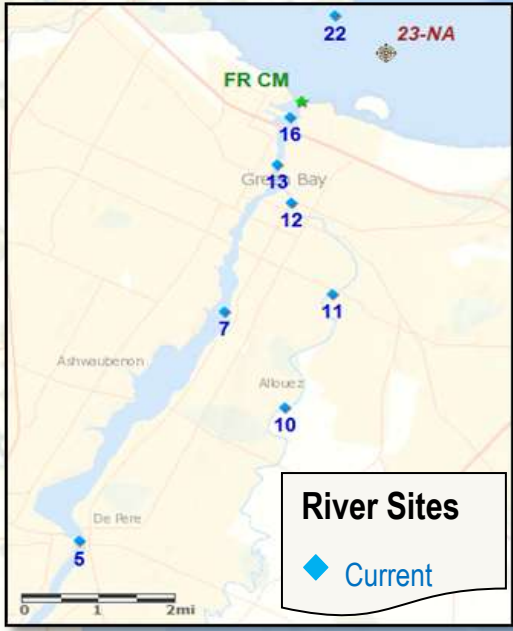 22
23-NA
FR CM
16
13
Green Bay
12
11
7
Ashwaubenon
Allouez
10
River Sites
De Pere
Current
5
0 1 2mi